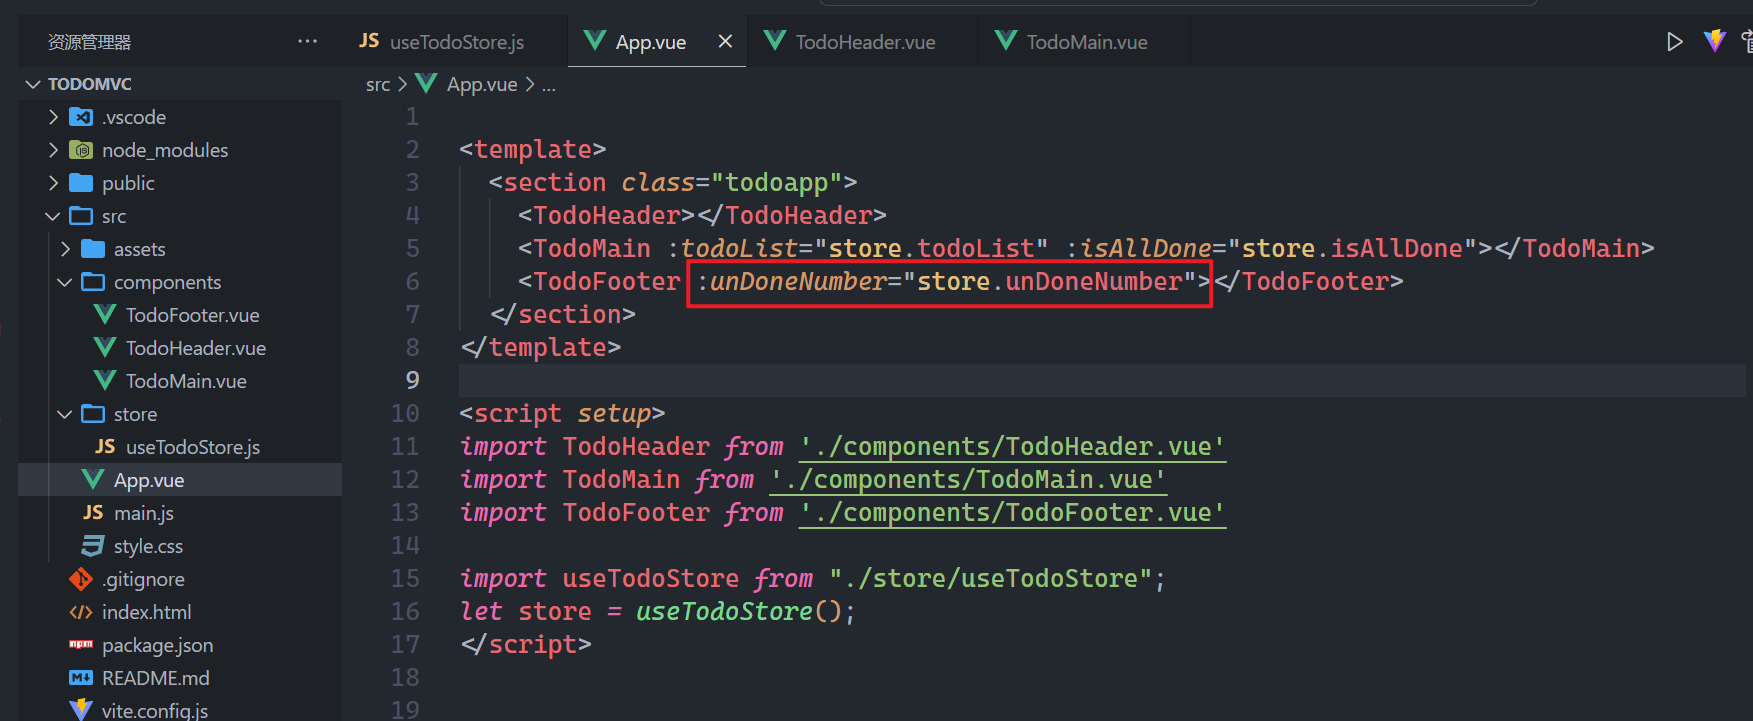 资源管理器 ···
JS useTodoStore.js
App.vue ×
TodoHeader.vue
TodoMain.vue
TODOMVC
.vscode
node_modules
public
src
assets
components
TodoFooter.vue
TodoHeader.vue
TodoMain.vue
store
JS useTodoStore.js
App.vue
JS main.js
style.css
.gitignore
index.html
package.json
README.md
vite.config.js
src > App.vue > ...
1
2 <template>
3 <section class="todoapp">
4 <TodoHeader></TodoHeader>
5 <TodoMain :todoList="store.todoList" :isAllDone="store.isAllDone"></TodoMain>
6 <TodoFooter :unDoneNumber="store.unDoneNumber"></TodoFooter>
7 </section>
8 </template>
9
10 <script setup>
11 import TodoHeader from './components/TodoHeader.vue'
12 import TodoMain from './components/TodoMain.vue'
13 import TodoFooter from './components/TodoFooter.vue'
14
15 import useTodoStore from "./store/useTodoStore";
16 let store = useTodoStore();
17 </script>
18
19